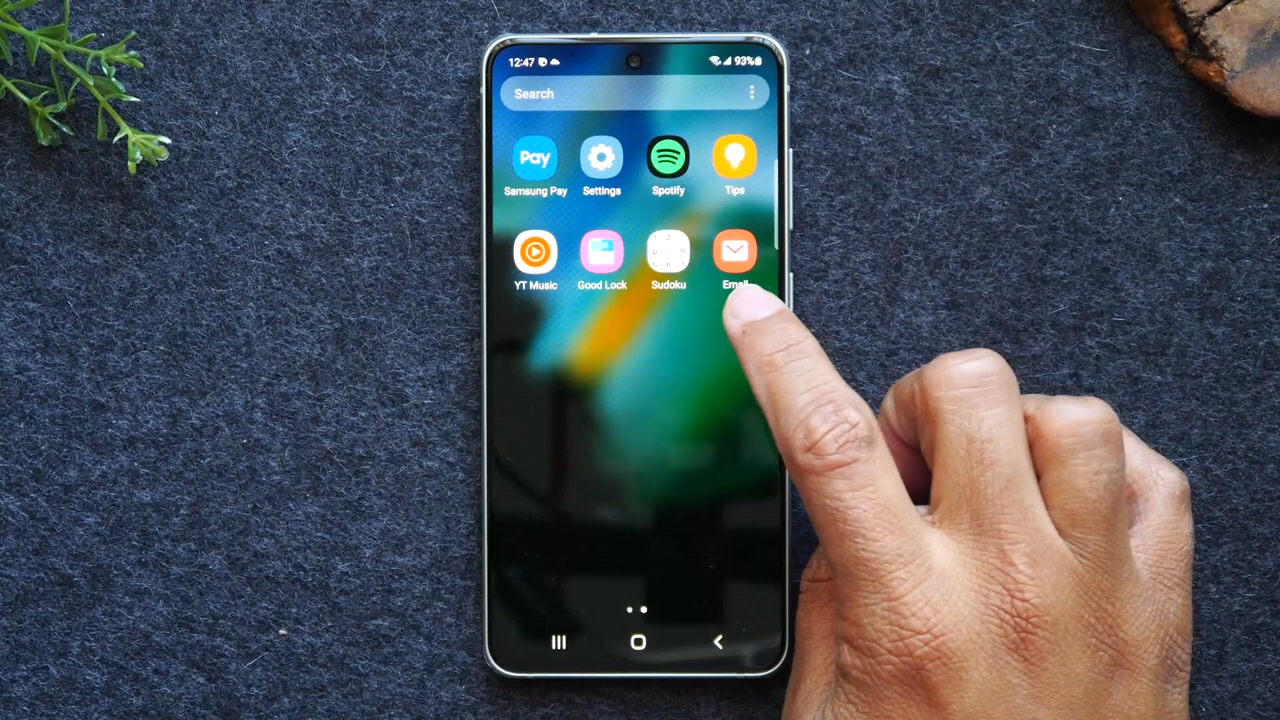 12:47 93%
Search
Pay
Samsung Pay Settings Spotify Tips
YT Music Good Lock Sudoku Email